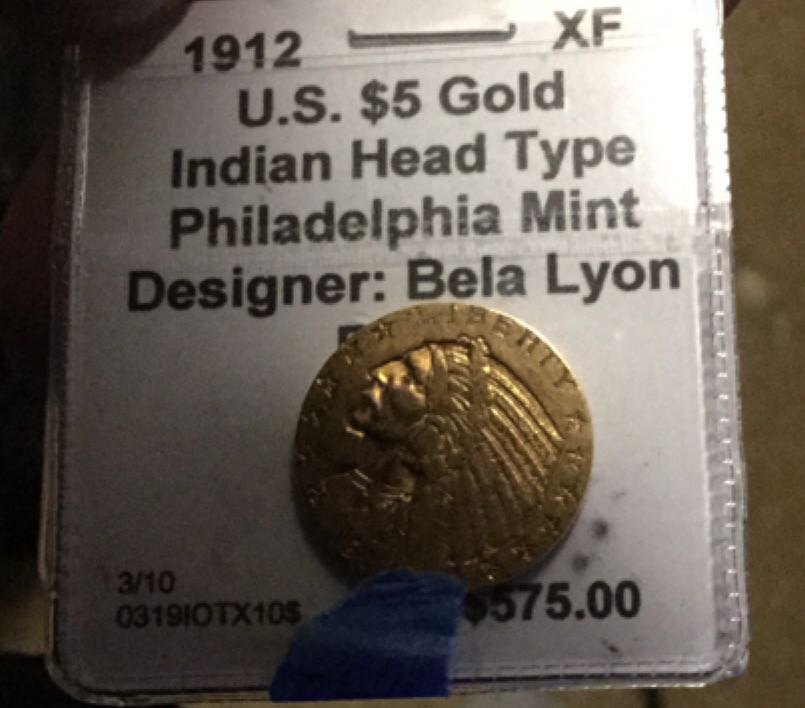 1912 XF
U.S. $5 Gold
Indian Head Type
Philadelphia Mint
Designer: Bela Lyon
LIBERTY
3/10
0319IOTX10$
$575.00